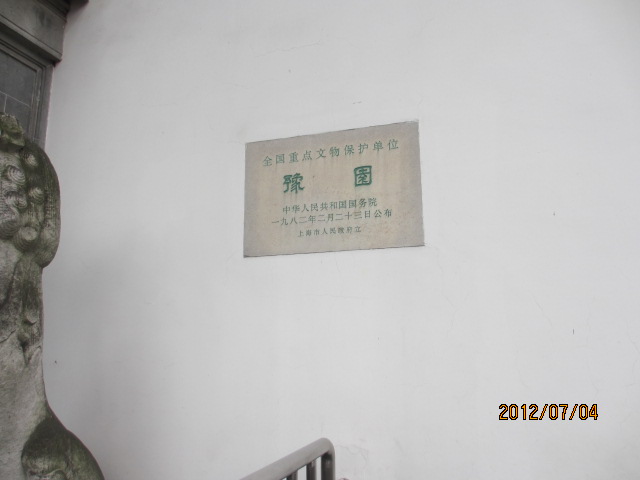 全国重点文物保护单位
豫园
中华人民共和国国务院
一九八二年二月二十三日公布
上海市人民政府立
2012/07/04